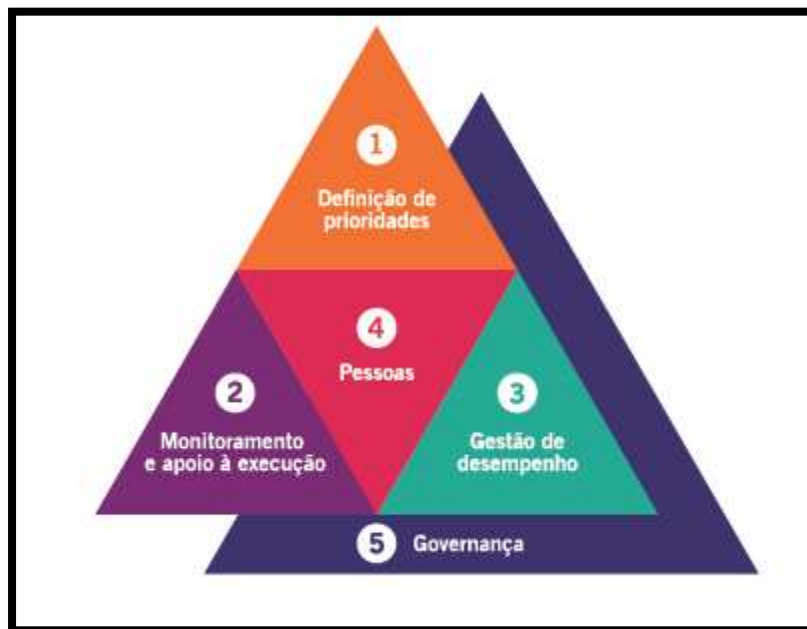 1
Definição de
prioridades
4
Pessoas
2
Monitoramento
e apoio à execução
3
Gestão de
desempenho
5 Governança